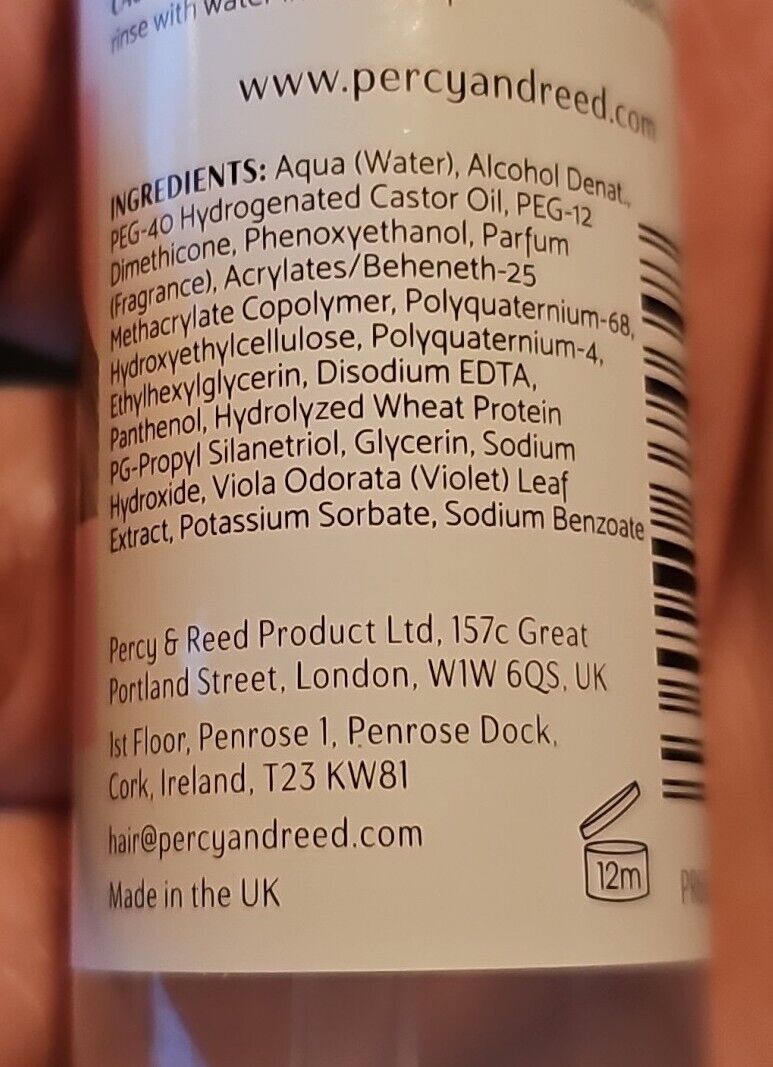 rinse with water
www.percyandreed.com
INGREDIENTS: Aqua (Water), Alcohol Denat.,
PEG-40 Hydrogenated Castor Oil, PEG-12
Dimethicone, Phenoxyethanol, Parfum
(Fragrance), Acrylates/Beheneth-25
Methacrylate Copolymer, Polyquaternium-68,
Hydroxyethylcellulose, Polyquaternium-4,
Ethylhexylglycerin, Disodium EDTA,
Panthenol, Hydrolyzed Wheat Protein
PG-Propyl Silanetriol, Glycerin, Sodium
Hydroxide, Viola Odorata (Violet) Leaf
Extract, Potassium Sorbate, Sodium Benzoate
Percy & Reed Product Ltd, 157c Great
Portland Street, London, W1W 6QS, UK
1st Floor, Penrose 1, Penrose Dock,
Cork, Ireland, T23 KW81
hair@percyandreed.com
12m
Made in the UK